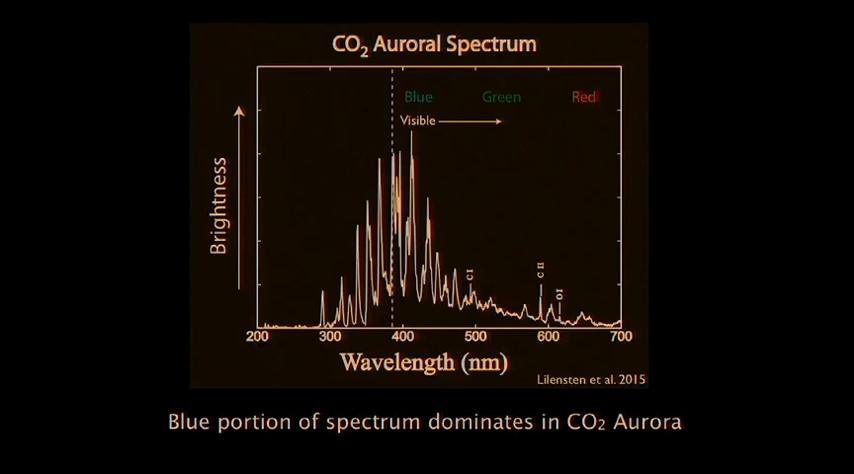 CO₂ Auroral Spectrum
Blue Green Red
Visible
Brightness
C I
C II
O I
200 300 400 500 600 700
Wavelength (nm)
Lilensten et al. 2015
Blue portion of spectrum dominates in CO₂ Aurora